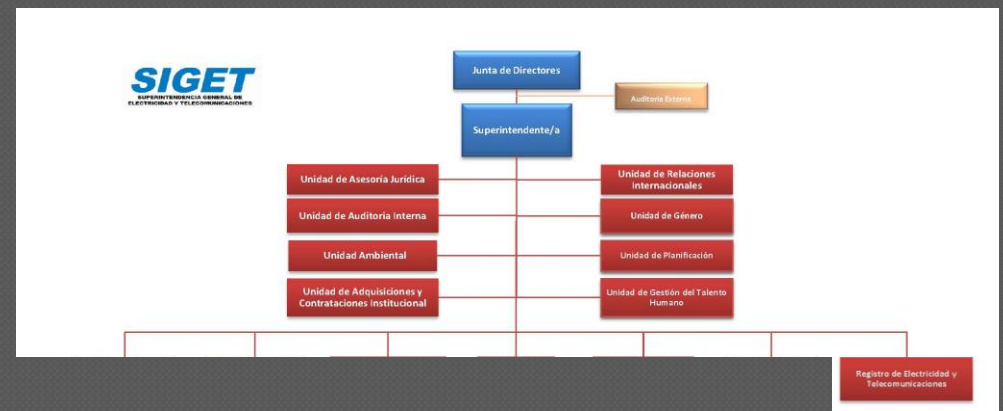 SIGET
SUPERINTENDENCIA GENERAL DE
ELECTRICIDAD Y TELECOMUNICACIONES
Junta de Directores
Auditoria Externa
Superintendente/a
Unidad de Asesoría Jurídica
Unidad de Relaciones
Internacionales
Unidad de Auditoria Interna
Unidad de Género
Unidad Ambiental
Unidad de Planificación
Unidad de Adquisiciones y
Contrataciones Institucional
Unidad de Gestión del Talento
Humano
Registro de Electricidad y
Telecomunicaciones